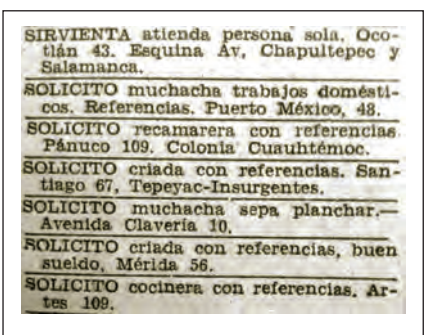 SIRVIENTA atienda persona sola. Oco-
tlán 43. Esquina Av. Chapultepec y
Salamanca.
SOLICITO muchacha trabajos domésti-
cos. Referencias. Puerto México, 48.
SOLICITO recamarera con referencias
Pánuco 109. Colonia Cuauhtémoc.
SOLICITO criada con referencias. San-
tiago 67, Tepeyac-Insurgentes.
SOLICITO muchacha sepa planchar.—
Avenida Clavería 10.
SOLICITO criada con referencias, buen
sueldo, Mérida 56.
SOLICITO cocinera con referencias. Ar-
tes 109.